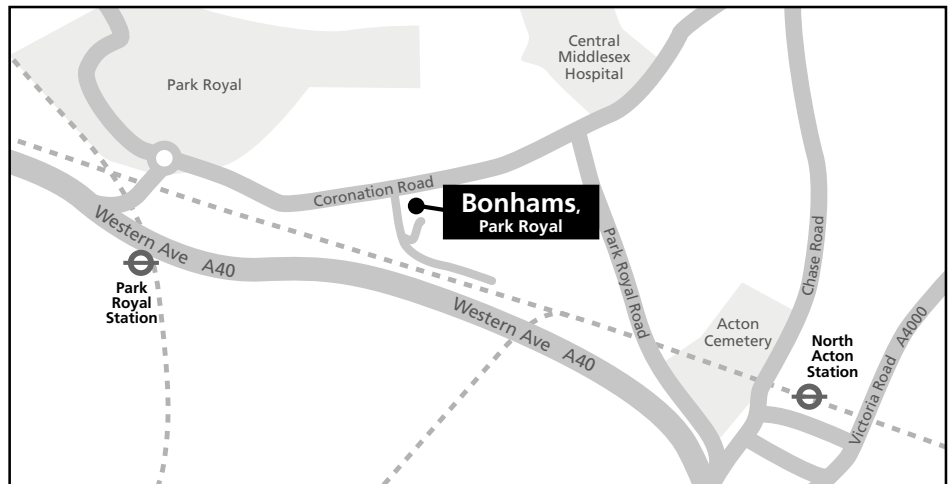 Central
Middlesex
Hospital
Park Royal
Coronation Road
Bonhams,
Park Royal
Western Ave A40
Park
Royal
Station
Park Royal Road
Chase Road
Western Ave A40
Acton
Cemetery
North
Acton
Station
Victoria Road A4000